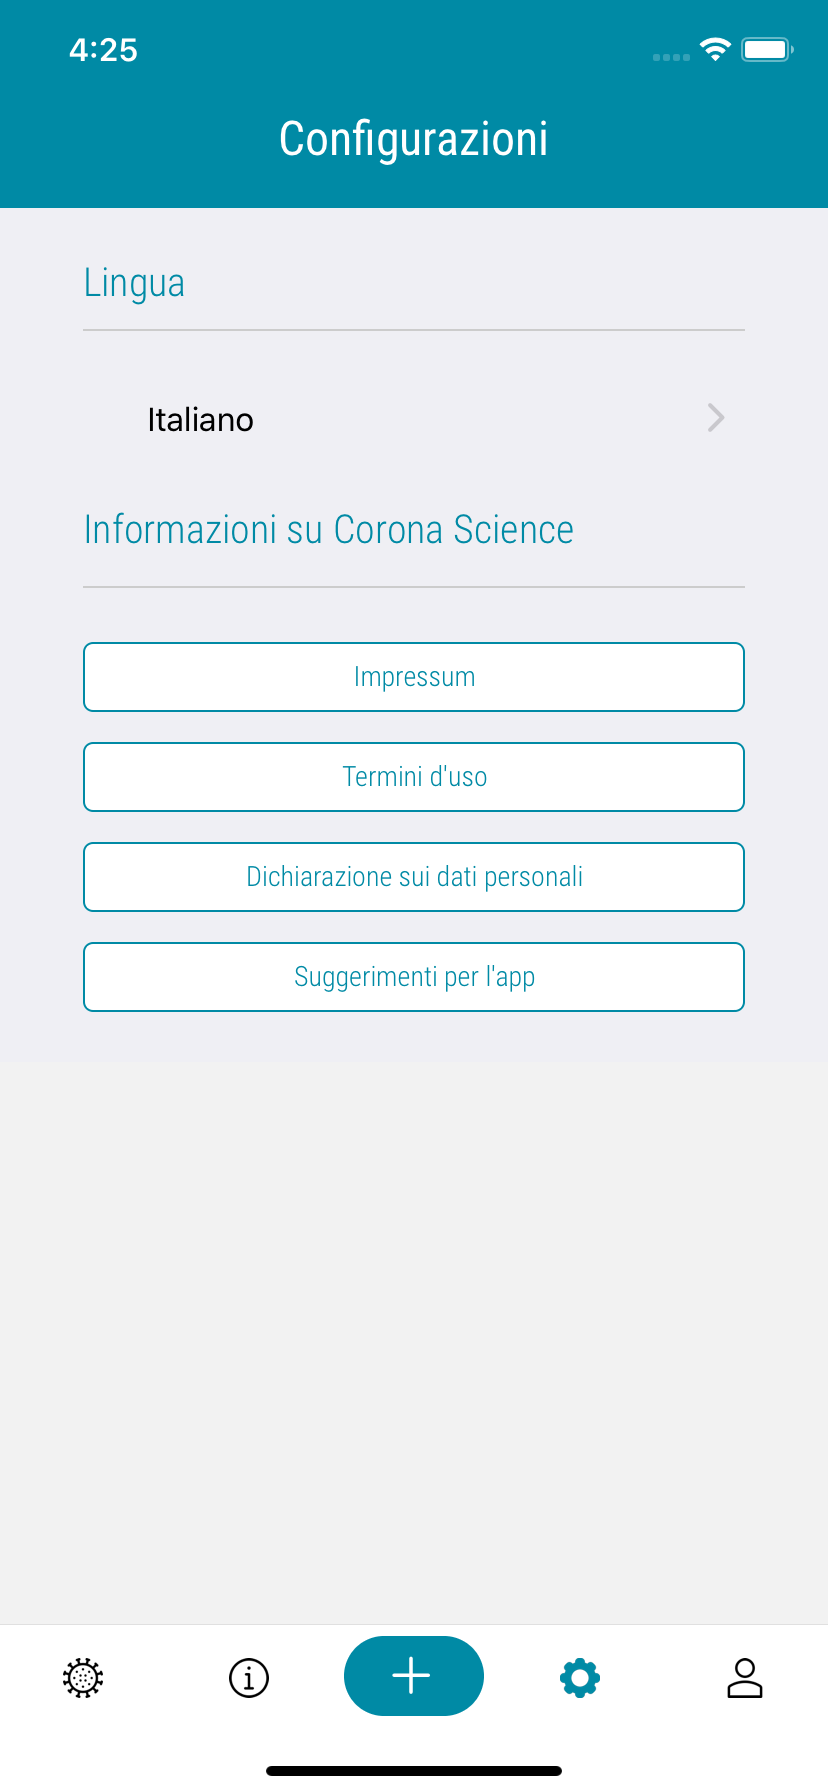 4:25
Configurazioni
Lingua
Italiano
Informazioni su Corona Science
Impressum
Termini d'uso
Dichiarazione sui dati personali
Suggerimenti per l'app